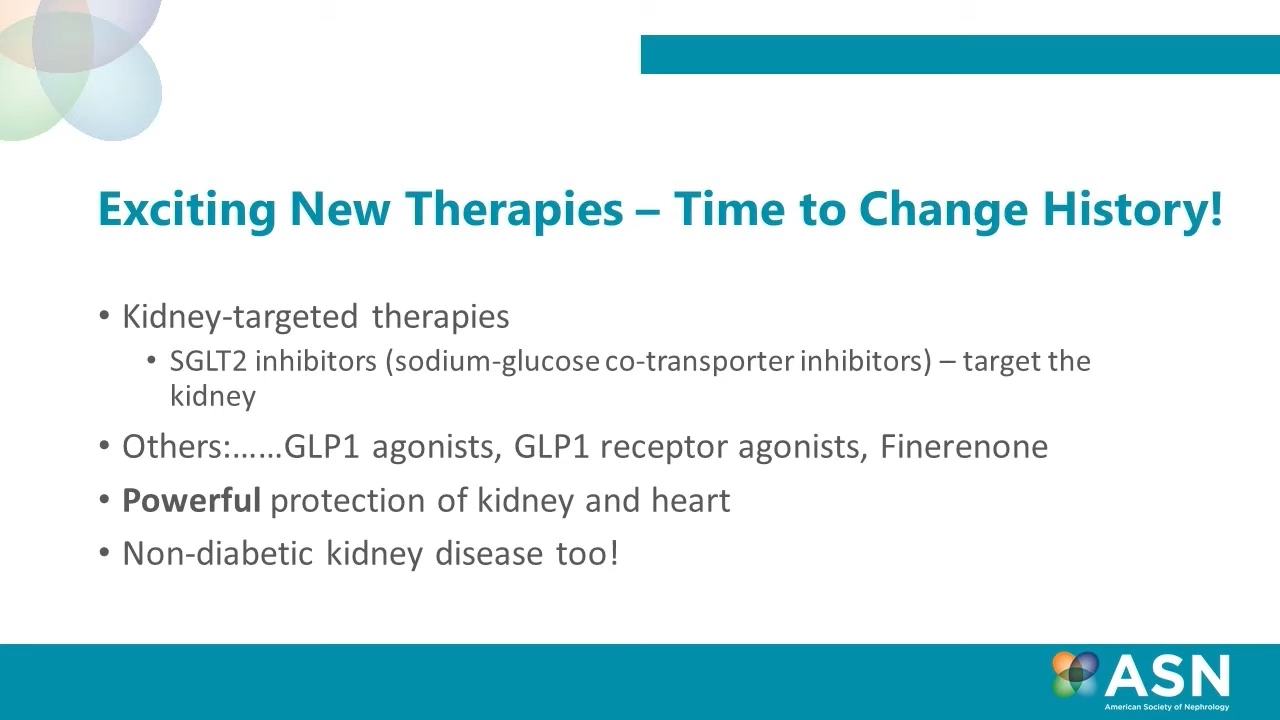 Exciting New Therapies – Time to Change History!
• Kidney-targeted therapies
• SGLT2 inhibitors (sodium-glucose co-transporter inhibitors) – target the
kidney
• Others:......GLP1 agonists, GLP1 receptor agonists, Finerenone
• Powerful protection of kidney and heart
• Non-diabetic kidney disease too!
ASN
American Society of Nephrology